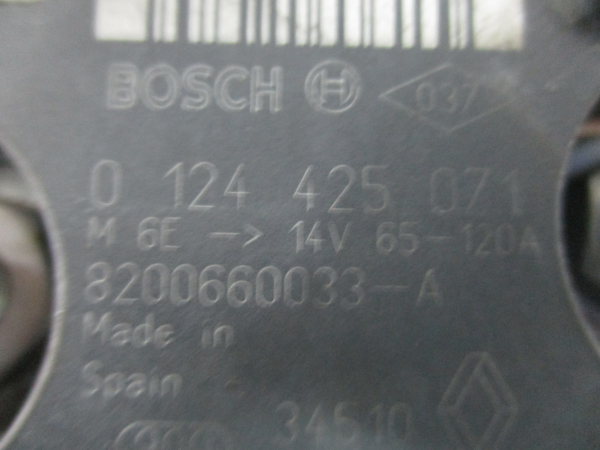 BOSCH 037
0 124 425 071
M 6E -> 14V 65-120A
8200660033-A
Made in
Spain
34510